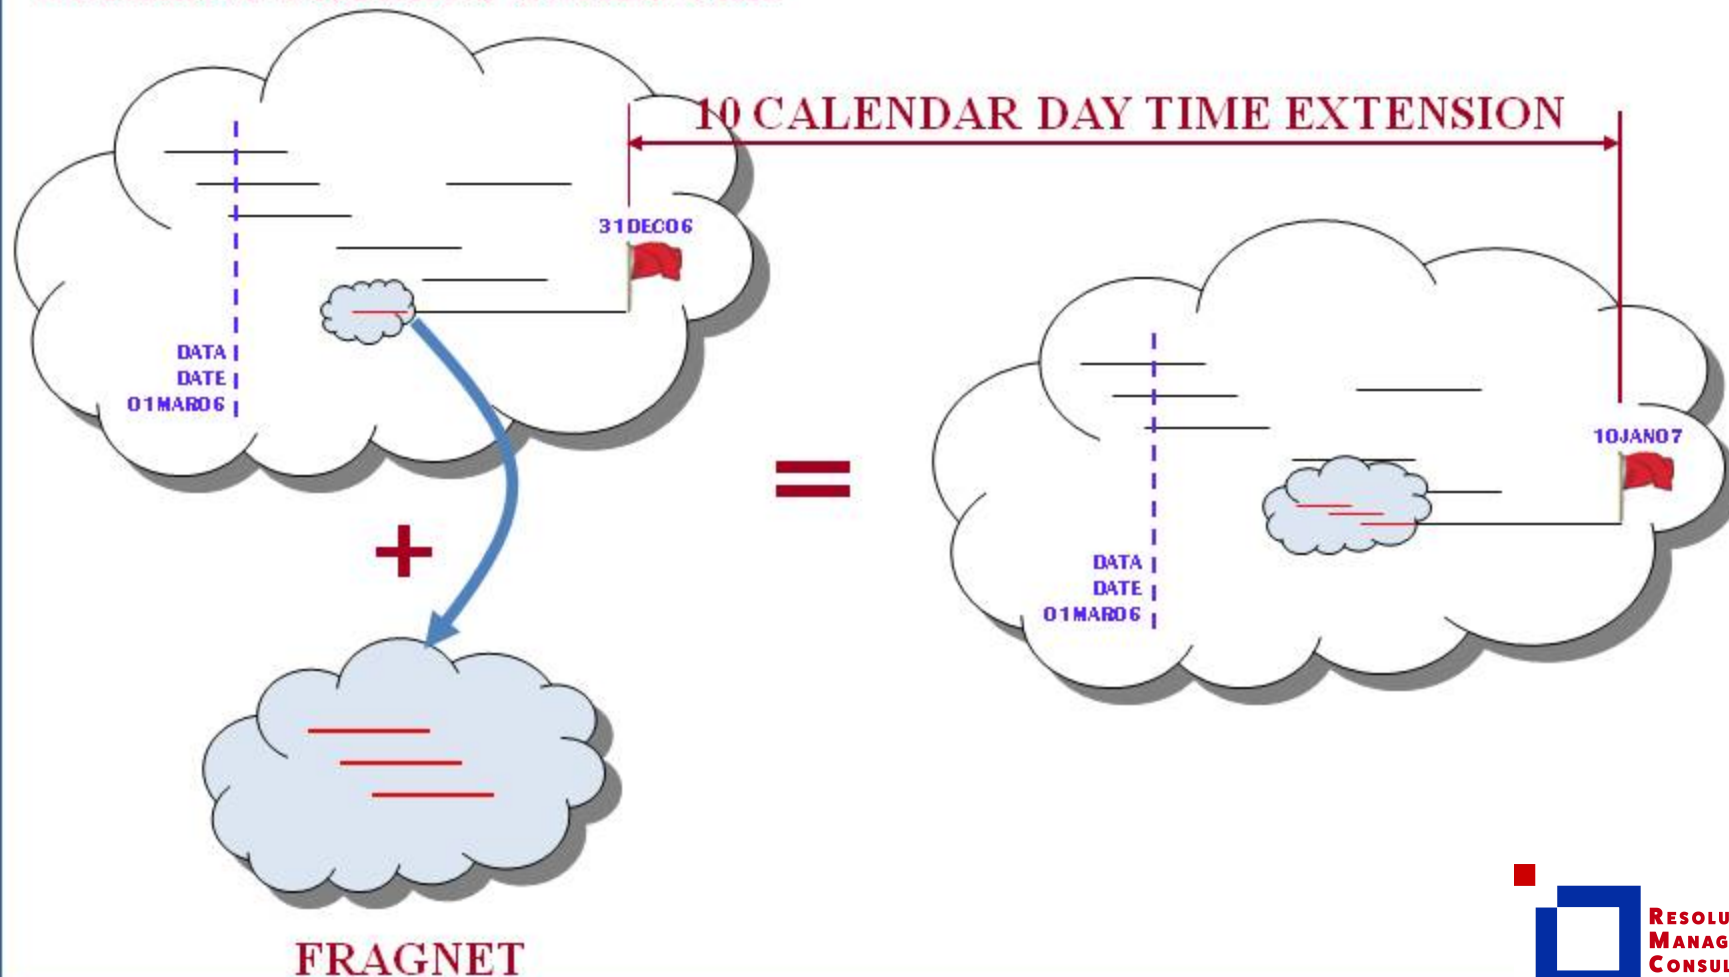 10 CALENDAR DAY TIME EXTENSION
31DEC06
DATA
DATE
01MAR06
10JAN07
DATA
DATE
01MAR06
FRAGNET
RESOLU
MANAG
CONSUL